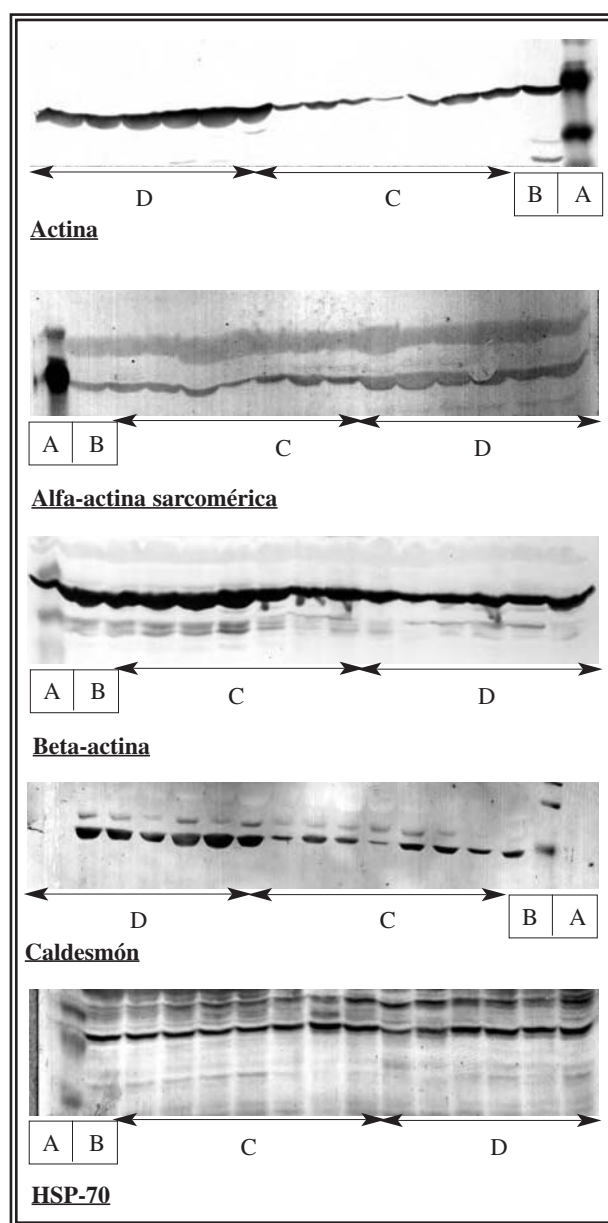 D C B A
Actina
A B C D
Alfa-actina sarcomérica
A B C D
Beta-actina
D C B A
Caldesmón
A B C D
HSP-70